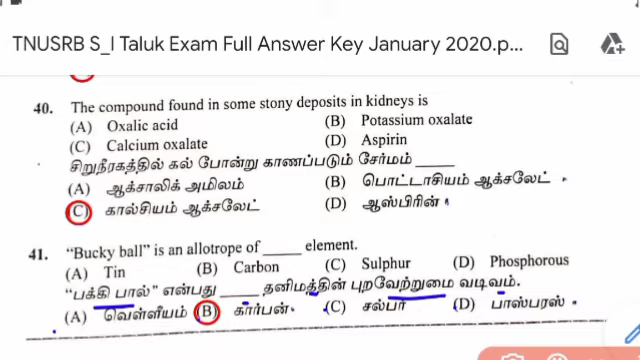 TNUSRB S_I Taluk Exam Full Answer Key January 2020.p...
40. The compound found in some stony deposits in kidneys is
(A) Oxalic acid (B) Potassium oxalate
(C) Calcium oxalate (D) Aspirin
சிறுநீரகத்தில் கல் போன்று காணப்படும் சேர்மம் _____
(A) ஆக்சாலிக் அமிலம் (B) பொட்டாசியம் ஆக்சலேட்
(C) கால்சியம் ஆக்சலேட் (D) ஆஸ்பிரின்
41. “Bucky ball” is an allotrope of _____ element.
(A) Tin (B) Carbon (C) Sulphur (D) Phosphorous
“பக்கி பால்” என்பது _____ தனிமத்தின் புறவேற்றுமை வடிவம்.
(A) வெள்ளீயம் (B) கார்பன் (C) சல்பர் (D) பாஸ்பரஸ்